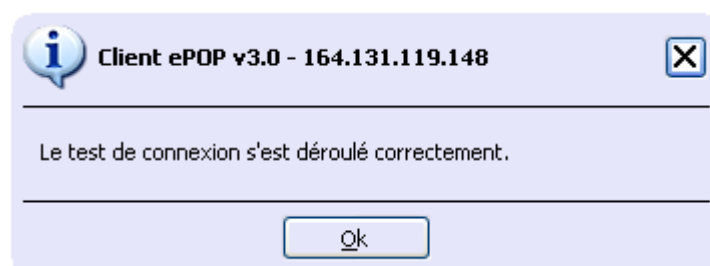 Client ePOP v3.0 - 164.131.119.148
Le test de connexion s'est déroulé correctement.
Ok